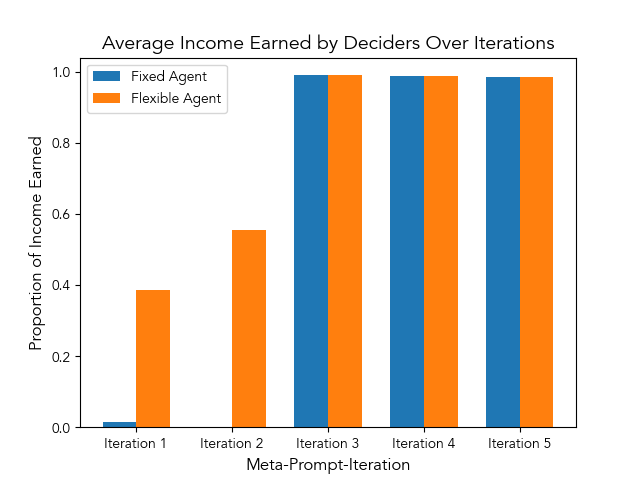 Average Income Earned by Deciders Over Iterations
Fixed Agent
Flexible Agent
Proportion of Income Earned
1.0
0.8
0.6
0.4
0.2
0.0
Iteration 1
Iteration 2
Iteration 3
Iteration 4
Iteration 5
Meta-Prompt-Iteration